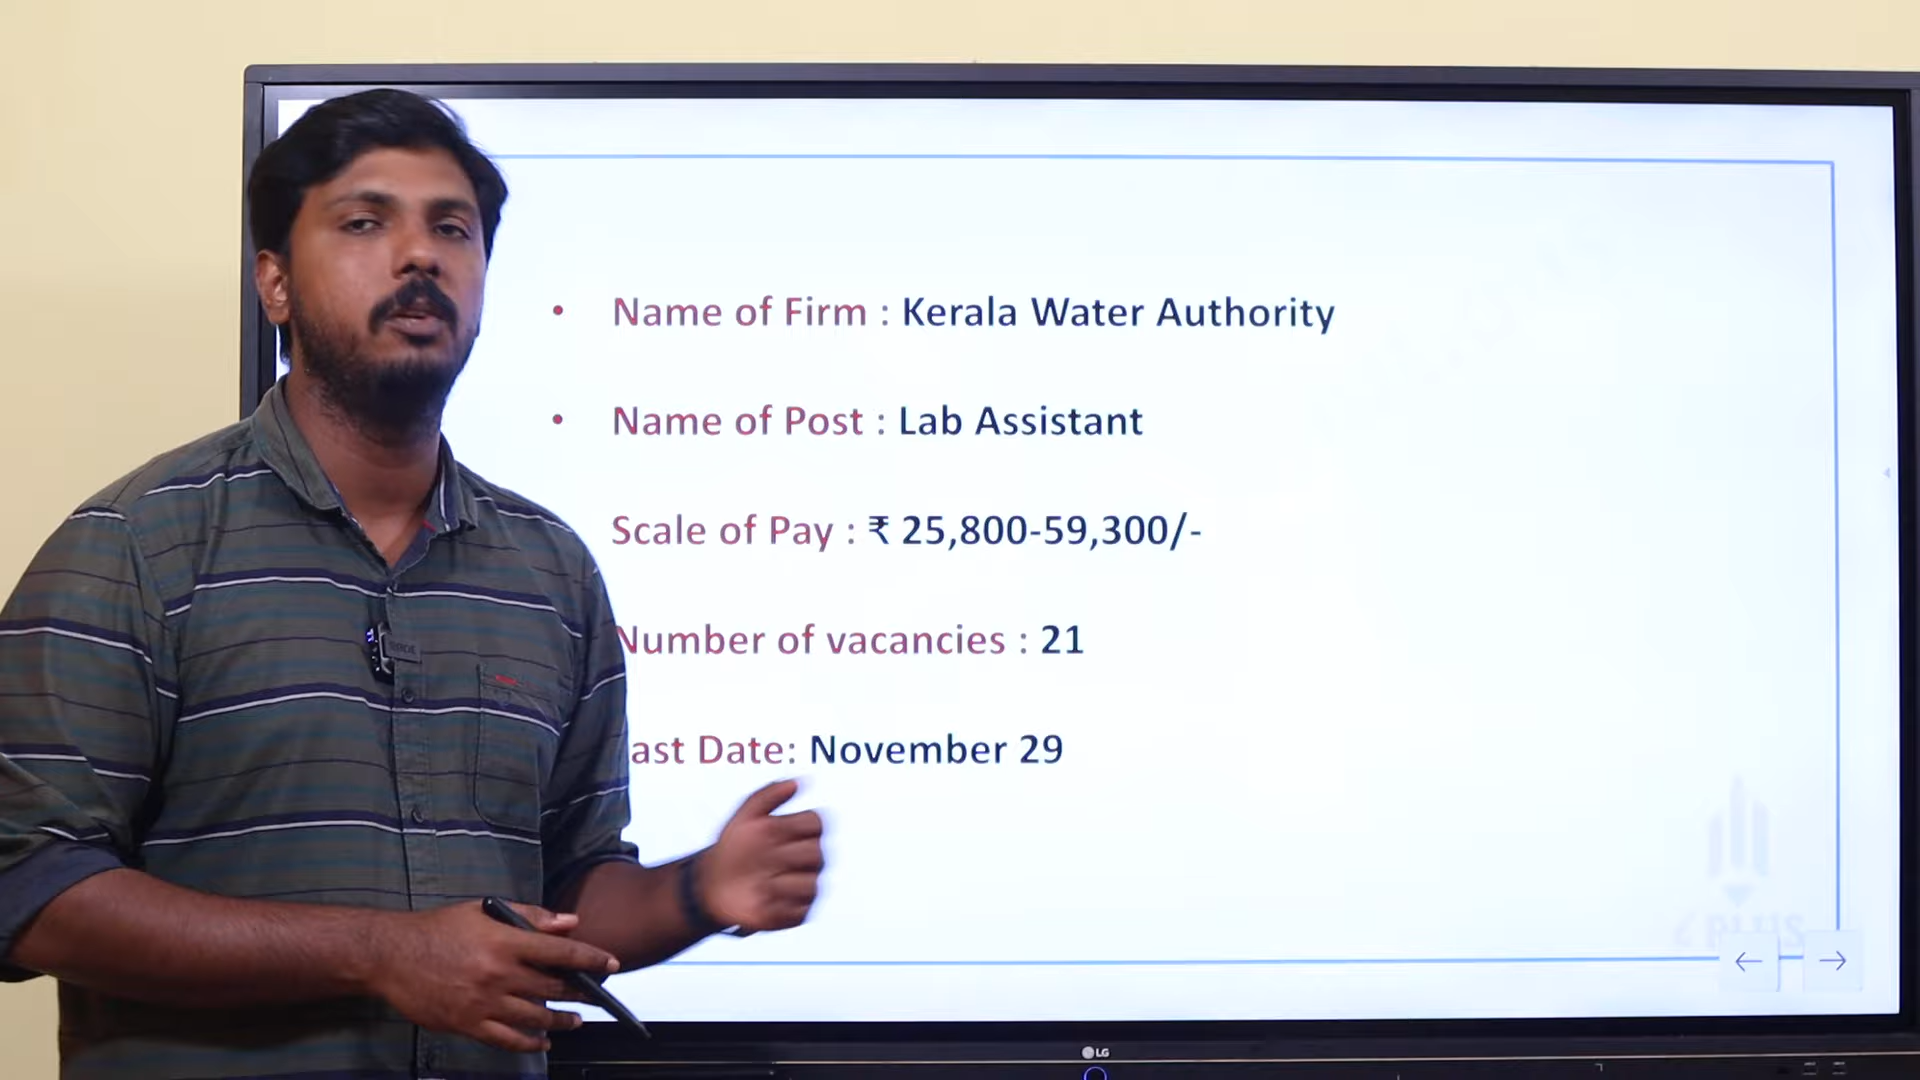 • Name of Firm : Kerala Water Authority
• Name of Post : Lab Assistant
Scale of Pay : ₹ 25,800-59,300/-
Number of vacancies : 21
ast Date: November 29
PLUS
LG